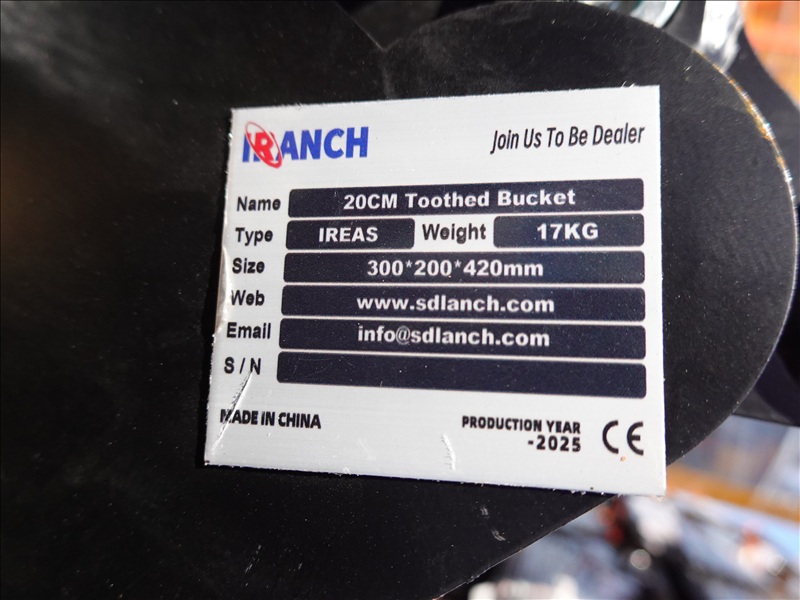 IRANCH
Join Us To Be Dealer
Name 20CM Toothed Bucket
Type IREAS Weight 17KG
Size 300*200*420mm
Web www.sdlanch.com
Email info@sdlanch.com
S/N
MADE IN CHINA
PRODUCTION YEAR
-2025
CE